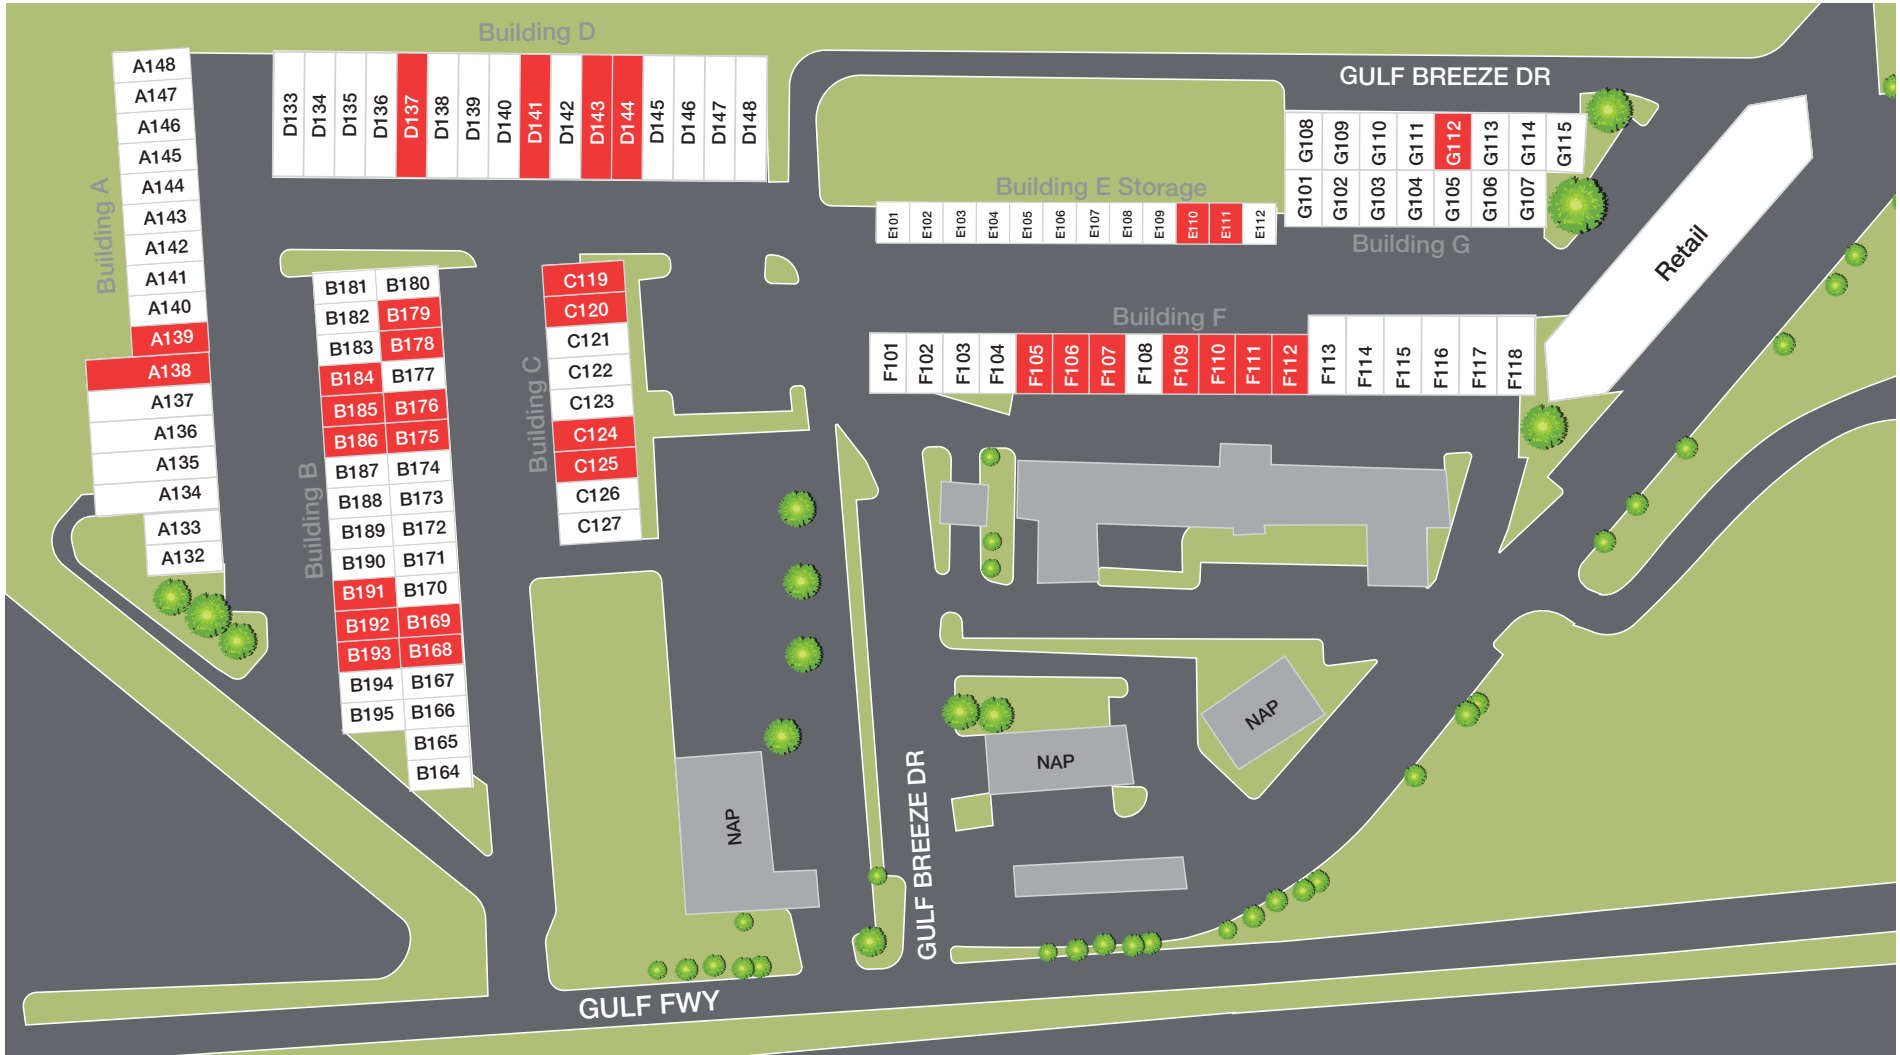 Building D
GULF BREEZE DR
A148
A147
A146
A145
A144
A143
A142
A141
A140
A139
A138
A137
A136
A135
A134
A133
A132
Building A
D133
D134
D135
D136
D137
D138
D139
D140
D141
D142
D143
D144
D145
D146
D147
D148
Building E Storage
E101
E102
E103
E104
E105
E106
E107
E108
E109
E110
E111
E112
G108
G109
G110
G111
G112
G113
G114
G115
G101
G102
G103
G104
G105
G106
G107
Building G
Retail
B181 B180
B182 B179
B183 B178
B184 B177
B185 B176
B186 B175
B187 B174
B188 B173
B189 B172
B190 B171
B191 B170
B192 B169
B193 B168
B194 B167
B195 B166
B165
B164
Building B
C119
C120
C121
C122
C123
C124
C125
C126
C127
Building C
Building F
F101
F102
F103
F104
F105
F106
F107
F108
F109
F110
F111
F112
F113
F114
F115
F116
F117
F118
NAP
NAP
NAP
GULF BREEZE DR
GULF FWY